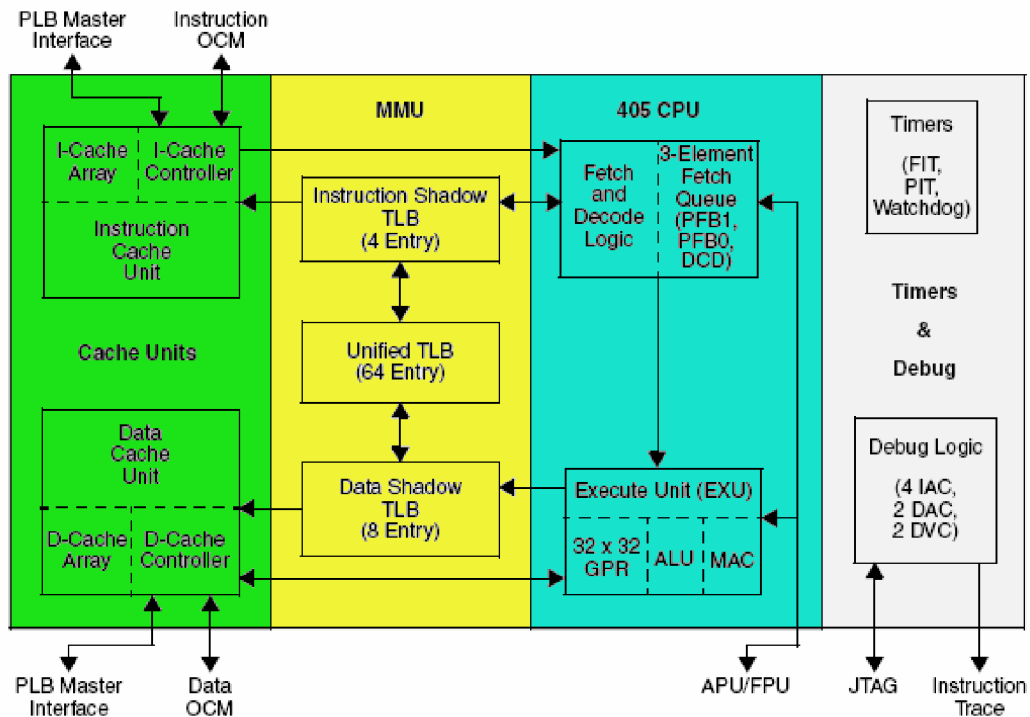 PLB Master
Interface
Instruction
OCM
MMU
405 CPU
I-Cache
Array
I-Cache
Controller
Instruction
Cache
Unit
Instruction Shadow
TLB
(4 Entry)
Fetch
and
Decode
Logic
3-Element
Fetch
Queue
(PFB1,
PFB0,
DCD)
Timers
(FIT,
PIT,
Watchdog)
Cache Units
Unified TLB
(64 Entry)
Timers
&
Debug
Data
Cache
Unit
D-Cache
Array
D-Cache
Controller
Data Shadow
TLB
(8 Entry)
Execute Unit (EXU)
32 x 32
GPR
ALU
MAC
Debug Logic
(4 IAC,
2 DAC,
2 DVC)
PLB Master
Interface
Data
OCM
APU/FPU
JTAG
Instruction
Trace